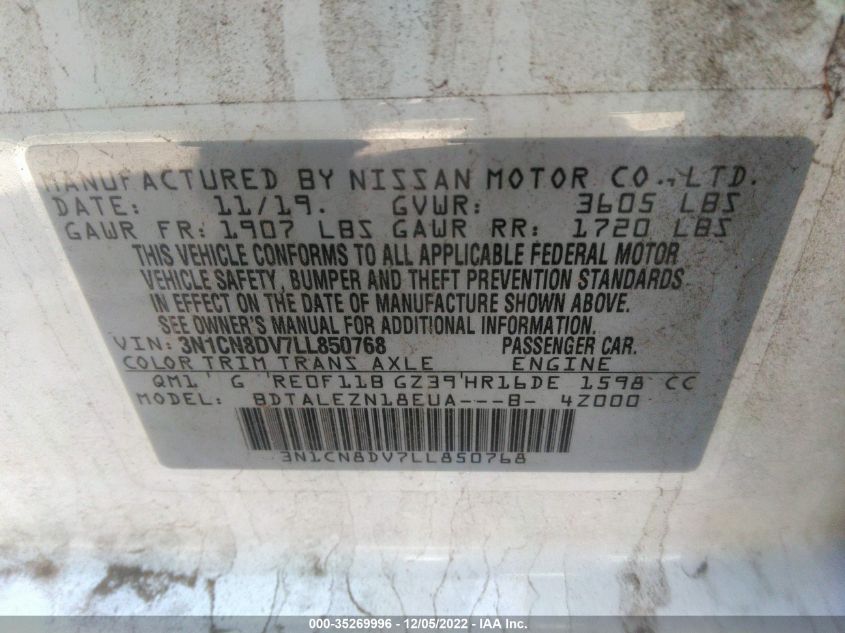 MANUFACTURED BY NISSAN MOTOR CO., LTD.
DATE: 11/19. GVWR: 3605 LBS
GAWR FR: 1907 LBS GAWR RR: 1720 LBS
THIS VEHICLE CONFORMS TO ALL APPLICABLE FEDERAL MOTOR
VEHICLE SAFETY, BUMPER AND THEFT PREVENTION STANDARDS
IN EFFECT ON THE DATE OF MANUFACTURE SHOWN ABOVE.
SEE OWNER'S MANUAL FOR ADDITIONAL INFORMATION.
VIN: 3N1CN8DV7LL850768 PASSENGER CAR.
COLOR TRIM TRANS AXLE ENGINE
QM1 G RE0F11B GZ39 HR16DE 1598 CC
MODEL: BDTALEZN18EUA---B- 4Z000
3N1CN8DV7LL850768
000-35269996 - 12/05/2022 - IAA Inc.